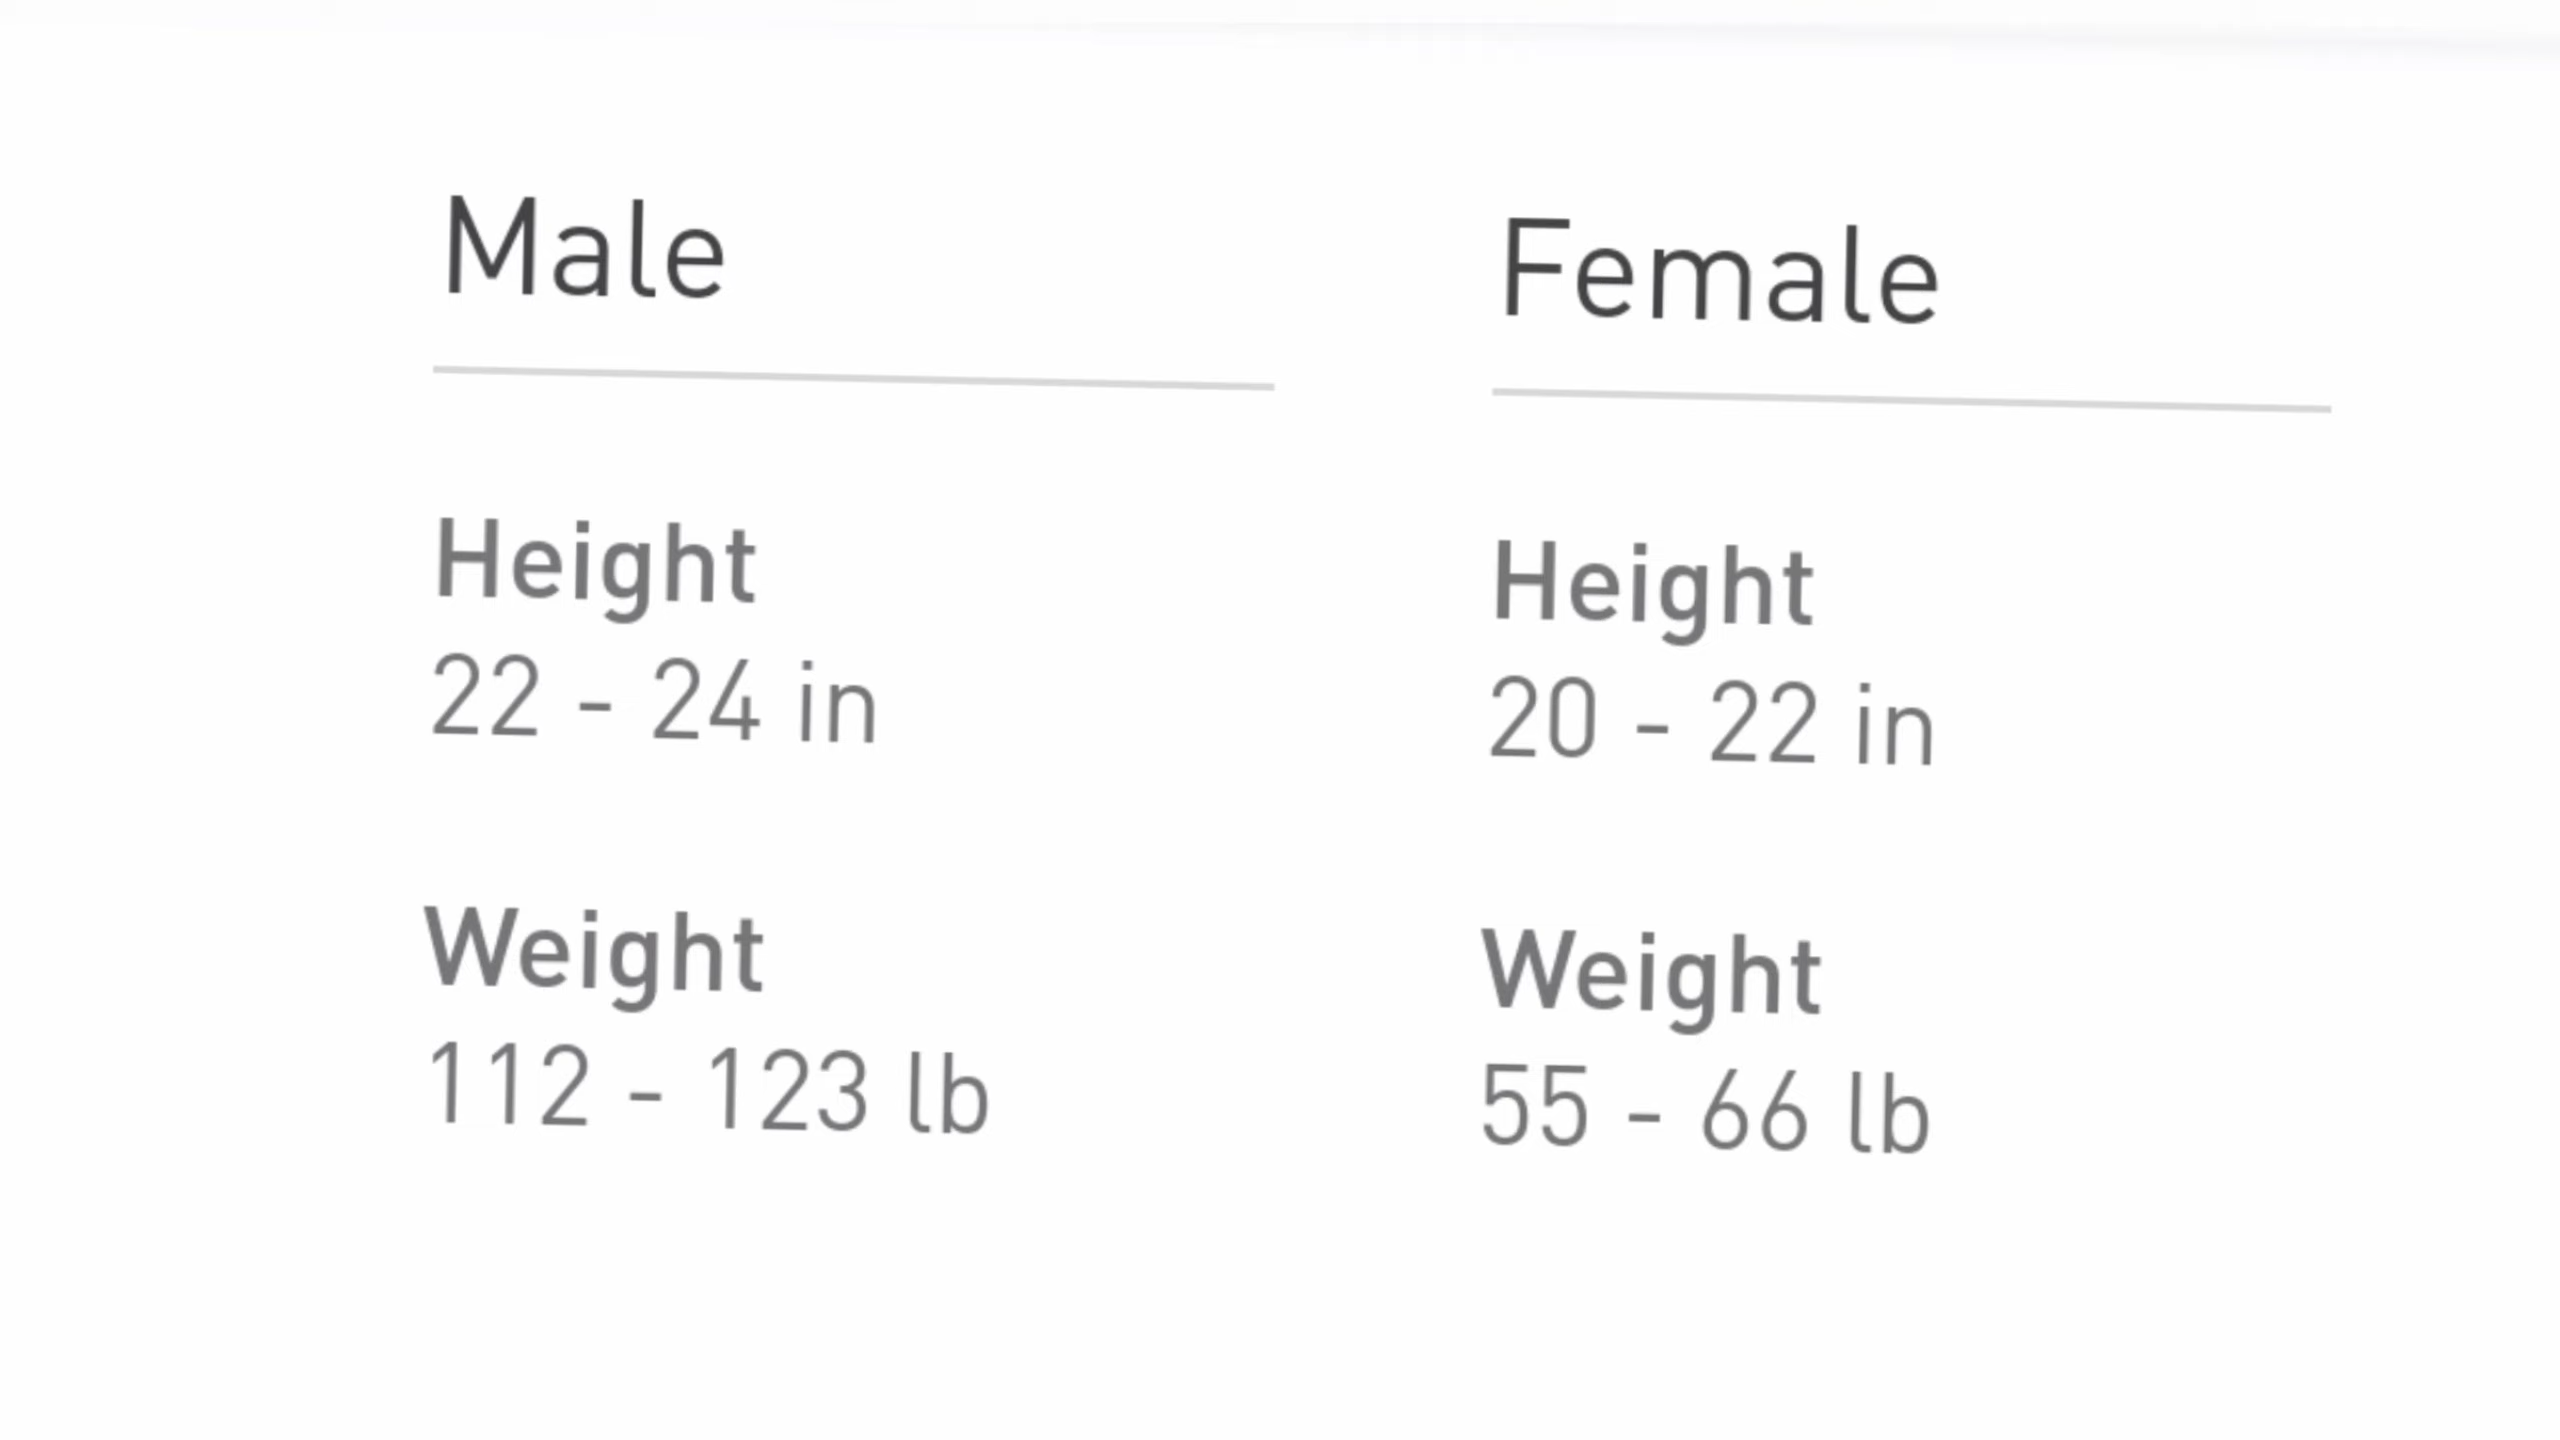 Male
Height
22 - 24 in
Weight
112 - 123 lb
Female
Height
20 - 22 in
Weight
55 - 66 lb